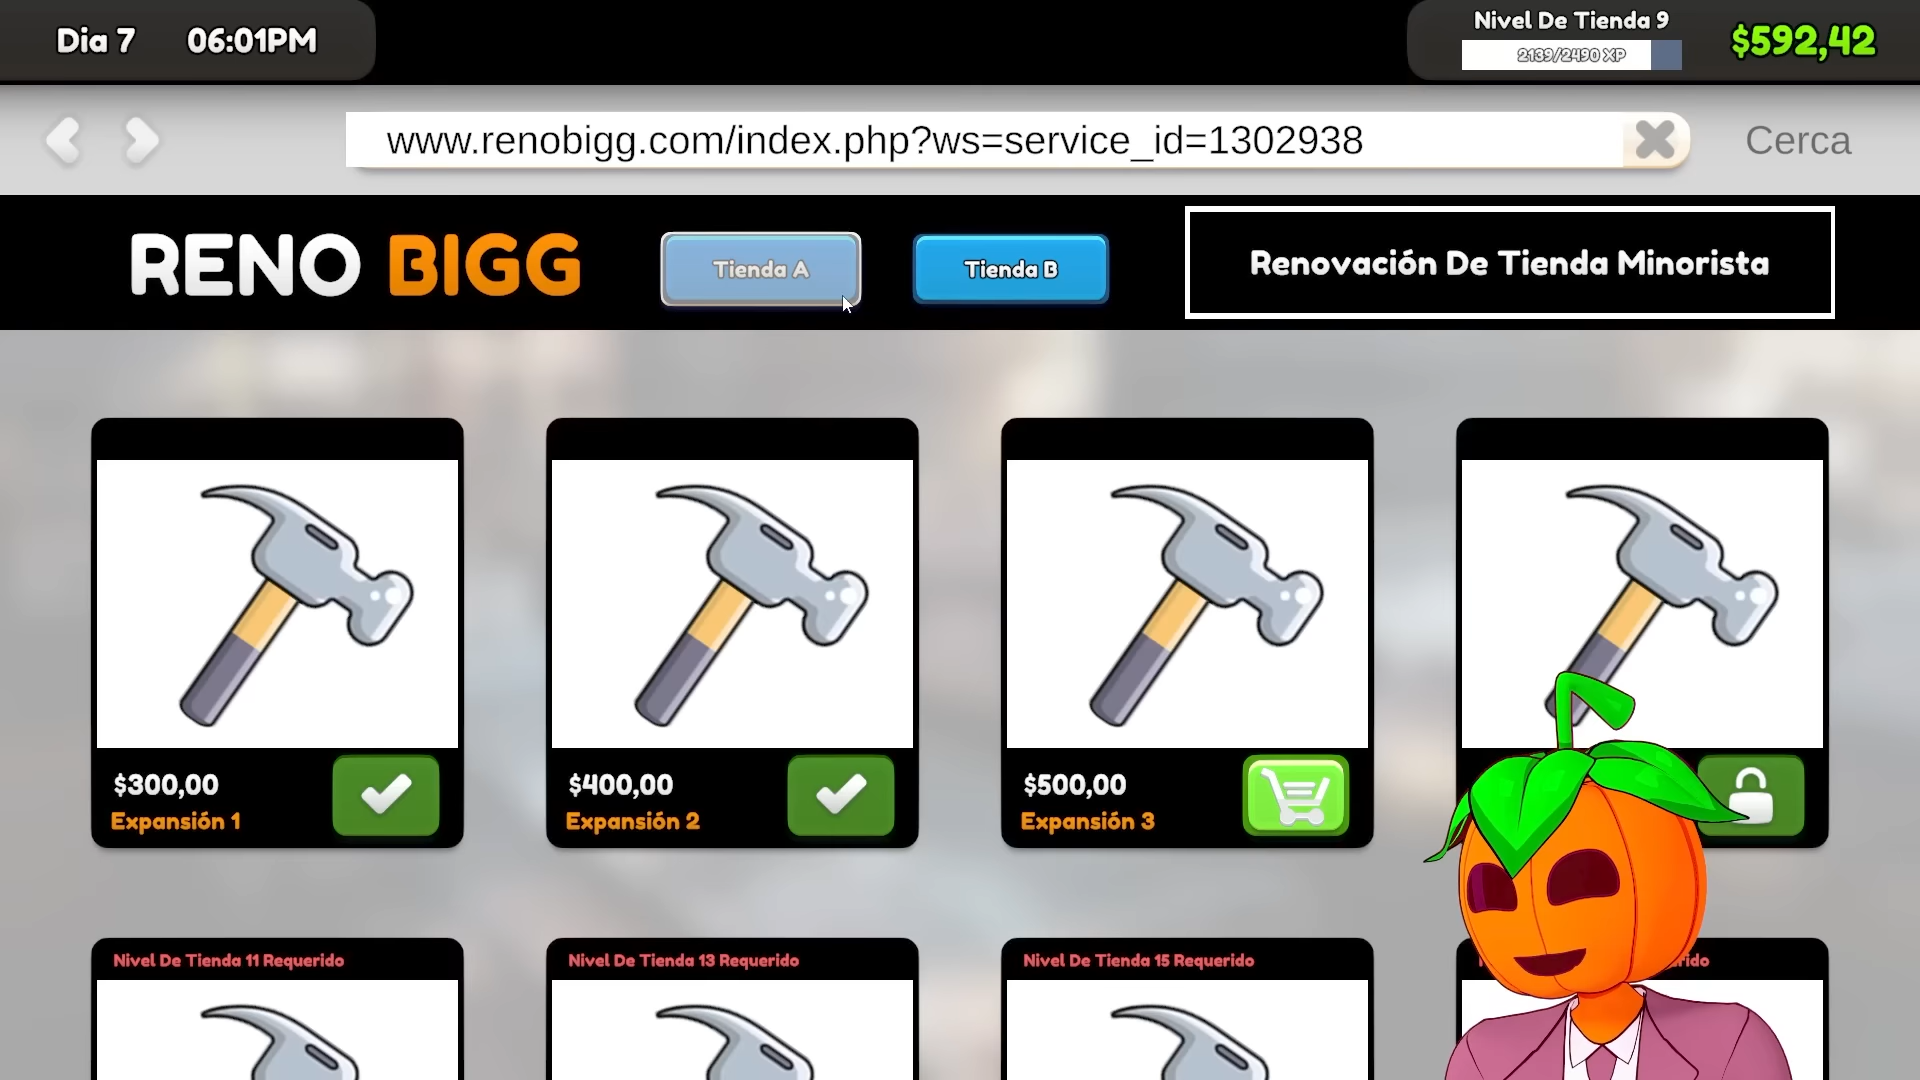 Dia 7 06:01PM
Nivel De Tienda 9
2139/2490 XP
$592,42
www.renobigg.com/index.php?ws=service_id=1302938
Cerca
RENO BIGG
Tienda A
Tienda B
Renovación De Tienda Minorista
$300,00
Expansión 1
$400,00
Expansión 2
$500,00
Expansión 3
Nivel De Tienda 11 Requerido
Nivel De Tienda 13 Requerido
Nivel De Tienda 15 Requerido